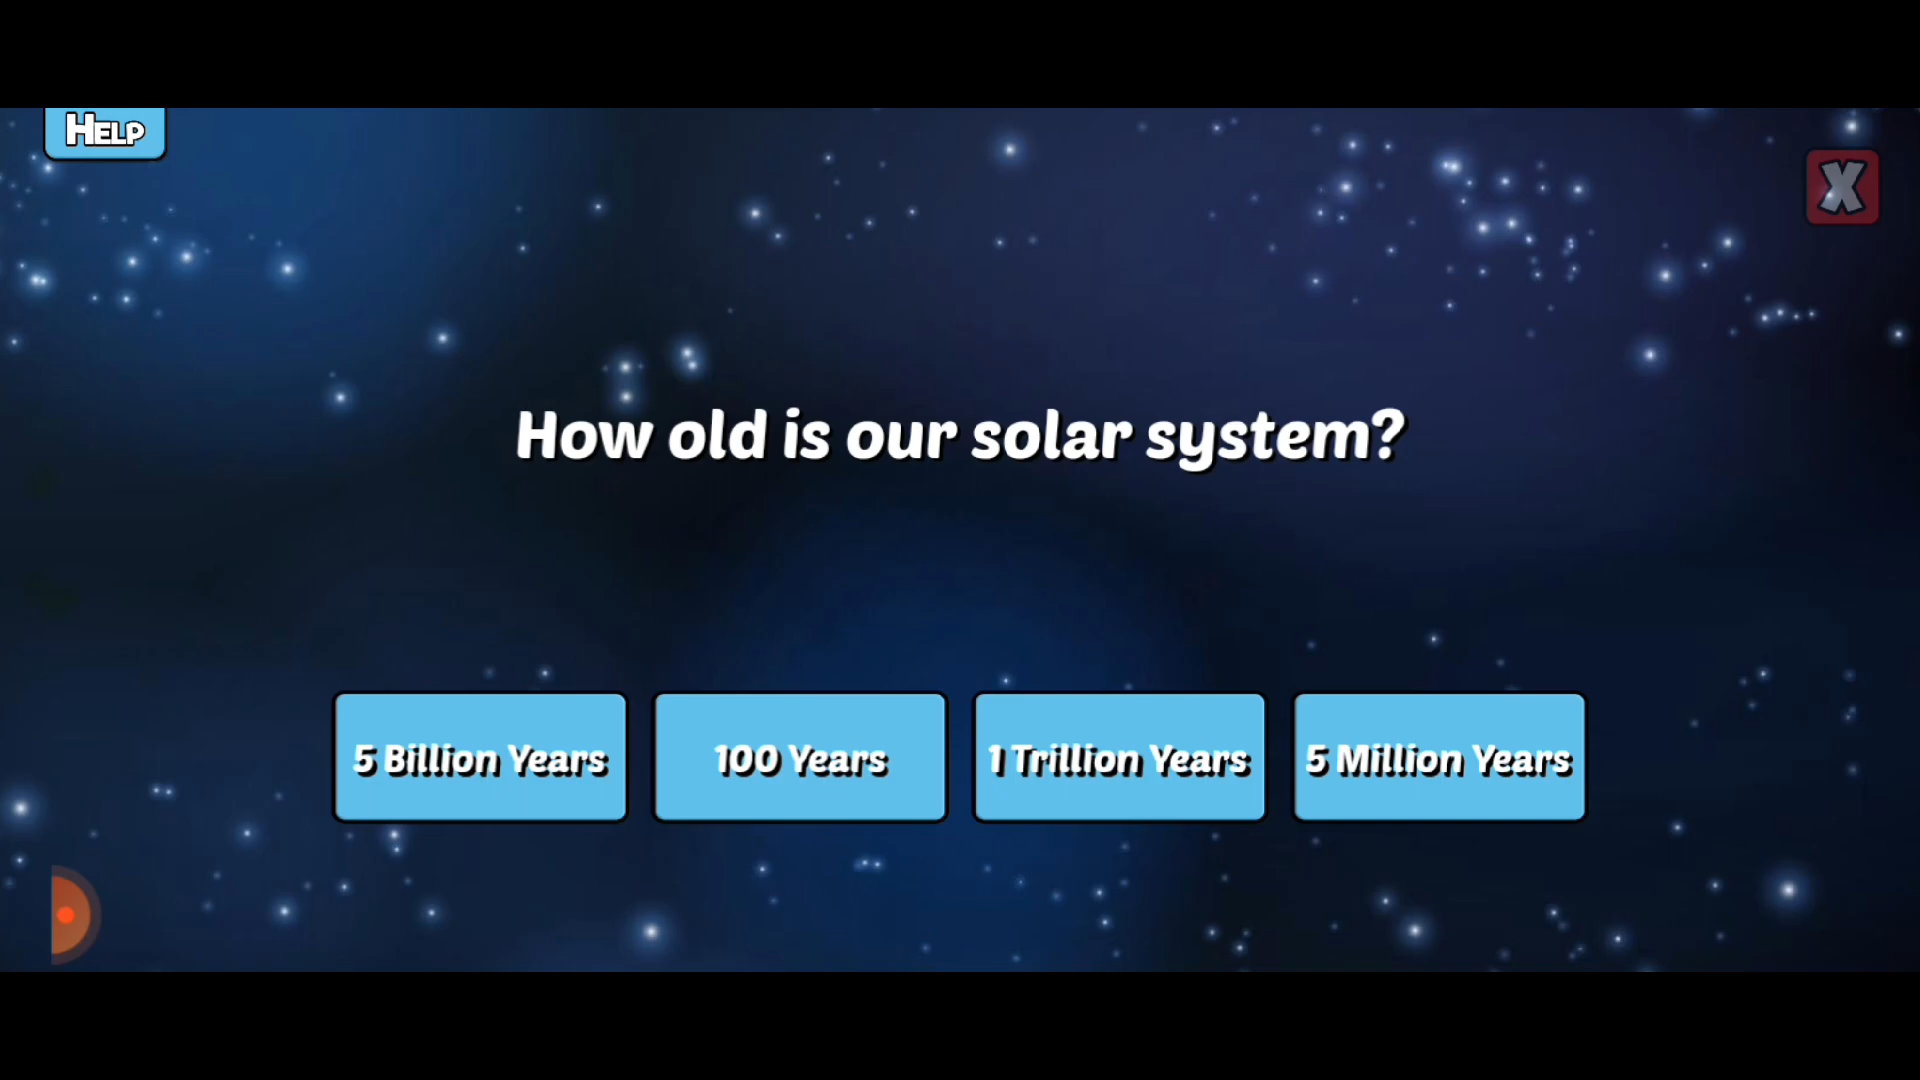 HELP
X
How old is our solar system?
5 Billion Years
100 Years
1 Trillion Years
5 Million Years